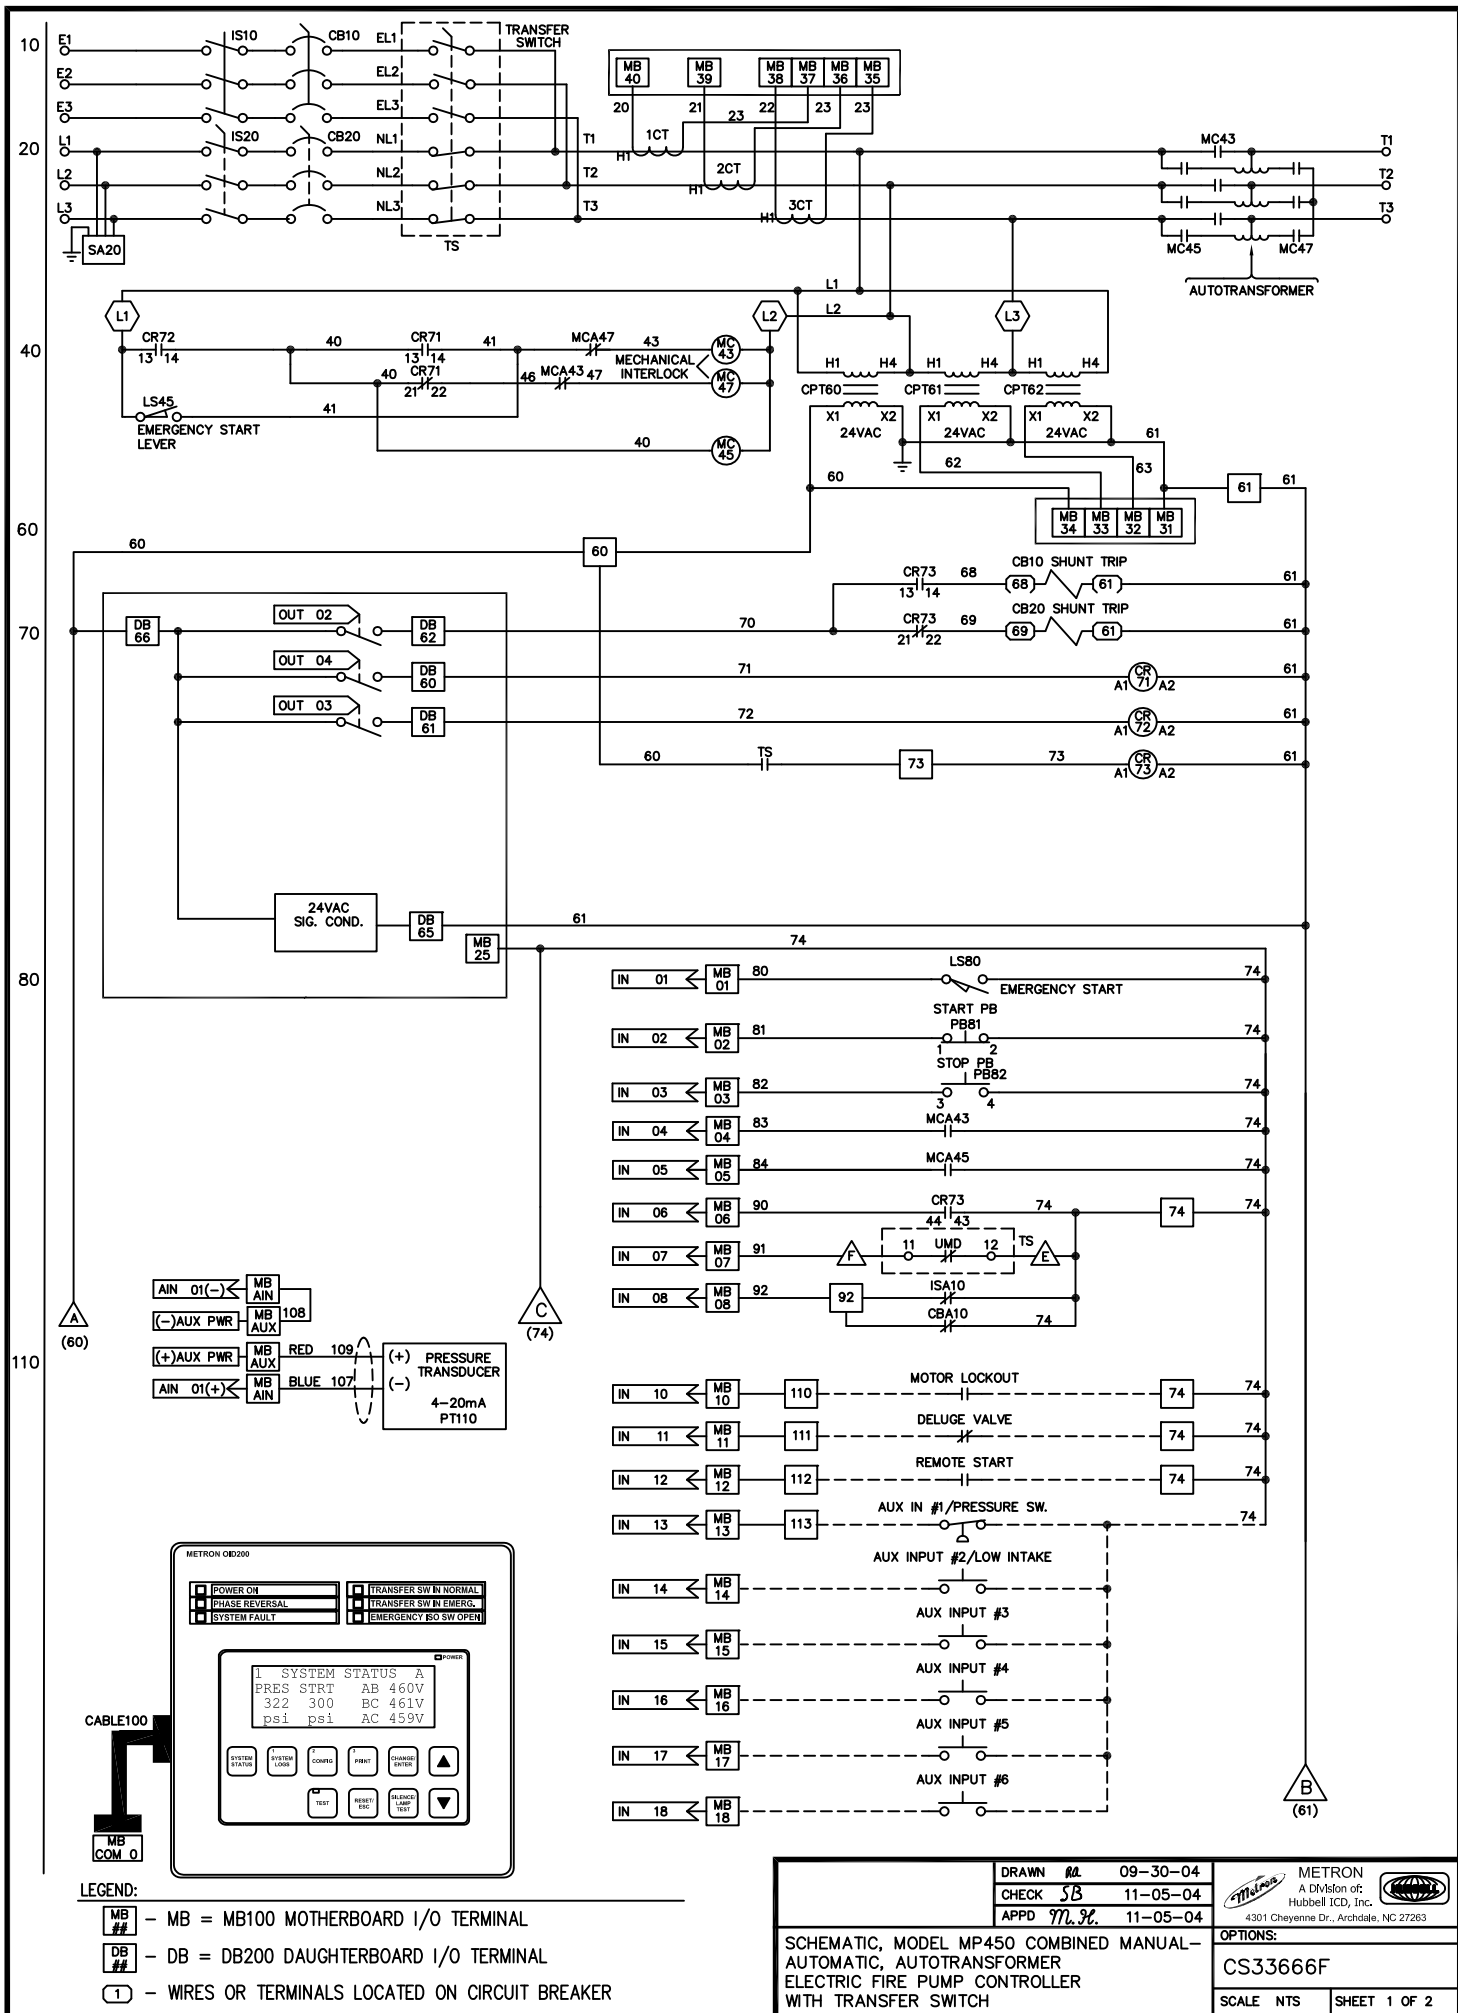 10
E1
IS10
CB10
EL1
TRANSFER
SWITCH
E2
EL2
E3
EL3
MB
40
MB
39
MB
38
MB
37
MB
36
MB
35
20
21
22
23
23
23
20
L1
IS20
CB20
NL1
T1
H1
1CT
MC43
T1
L2
NL2
T2
H1
2CT
T2
L3
NL3
T3
H1
3CT
T3
SA20
TS
MC45
MC47
AUTOTRANSFORMER
L1
L2
L1
L2
L3
40
CR72
13
14
40
CR71
13
14
41
MCA47
43
MC
43
MECHANICAL
INTERLOCK
40
CR71
21
22
46
MCA43
47
MC
47
LS45
41
EMERGENCY START
LEVER
40
MC
45
H1
H4
H1
H4
H1
H4
CPT60
CPT61
CPT62
X1
X2
X1
X2
X1
X2
24VAC
24VAC
24VAC
61
60
62
63
61
61
MB
34
MB
33
MB
32
MB
31
60
60
60
CR73
13
14
68
CB10 SHUNT TRIP
68
61
61
70
DB
66
OUT 02
DB
62
70
CR73
21
22
69
CB20 SHUNT TRIP
69
61
61
OUT 04
DB
60
71
CR
71
A1
A2
61
OUT 03
DB
61
72
CR
72
A1
A2
61
60
TS
73
73
CR
73
A1
A2
61
24VAC
SIG. COND.
DB
65
61
MB
25
74
80
IN 01
MB
01
80
LS80
EMERGENCY START
74
IN 02
MB
02
81
START PB
PB81
1
2
74
IN 03
MB
03
82
STOP PB
PB82
3
4
74
IN 04
MB
04
83
MCA43
74
IN 05
MB
05
84
MCA45
74
IN 06
MB
06
90
CR73
44
43
74
74
74
IN 07
MB
07
91
F
11
UMD
12
TS
E
IN 08
MB
08
92
92
ISA10
CBA10
74
A
(60)
C
(74)
AIN 01(-)
MB
AIN
(-)AUX PWR
MB
AUX
108
110
(+)AUX PWR
MB
AUX
RED
109
(+)
PRESSURE
TRANSDUCER
AIN 01(+)
MB
AIN
BLUE
107
(-)
4-20mA
PT110
IN 10
MB
10
110
MOTOR LOCKOUT
74
74
IN 11
MB
11
111
DELUGE VALVE
74
74
IN 12
MB
12
112
REMOTE START
74
74
IN 13
MB
13
113
AUX IN #1/PRESSURE SW.
74
IN 14
MB
14
AUX INPUT #2/LOW INTAKE
IN 15
MB
15
AUX INPUT #3
IN 16
MB
16
AUX INPUT #4
IN 17
MB
17
AUX INPUT #5
IN 18
MB
18
AUX INPUT #6
B
(61)
METRON OID200
POWER ON
TRANSFER SW IN NORMAL
PHASE REVERSAL
TRANSFER SW IN EMERG.
SYSTEM FAULT
EMERGENCY ISO SW OPEN
POWER
1 SYSTEM STATUS A
PRES STRT AB 460V
322 300 BC 461V
psi psi AC 459V
SYSTEM
STATUS
1
SYSTEM
LOGS
2
CONFIG
3
PRINT
CHANGE/
ENTER
TEST
RESET/
ESC
SILENCE/
LAMP
TEST
CABLE100
MB
COM 0
LEGEND:
MB
##
- MB = MB100 MOTHERBOARD I/O TERMINAL
DB
##
- DB = DB200 DAUGHTERBOARD I/O TERMINAL
1
- WIRES OR TERMINALS LOCATED ON CIRCUIT BREAKER
DRAWN 09-30-04
CHECK SB 11-05-04
APPD M.H. 11-05-04
SCHEMATIC, MODEL MP450 COMBINED MANUAL-
AUTOMATIC, AUTOTRANSFORMER
ELECTRIC FIRE PUMP CONTROLLER
WITH TRANSFER SWITCH
Metron
METRON
A Division of:
Hubbell ICD, Inc.
HUBBELL
4301 Cheyenne Dr., Archdale, NC 27263
OPTIONS:
CS33666F
SCALE NTS
SHEET 1 OF 2